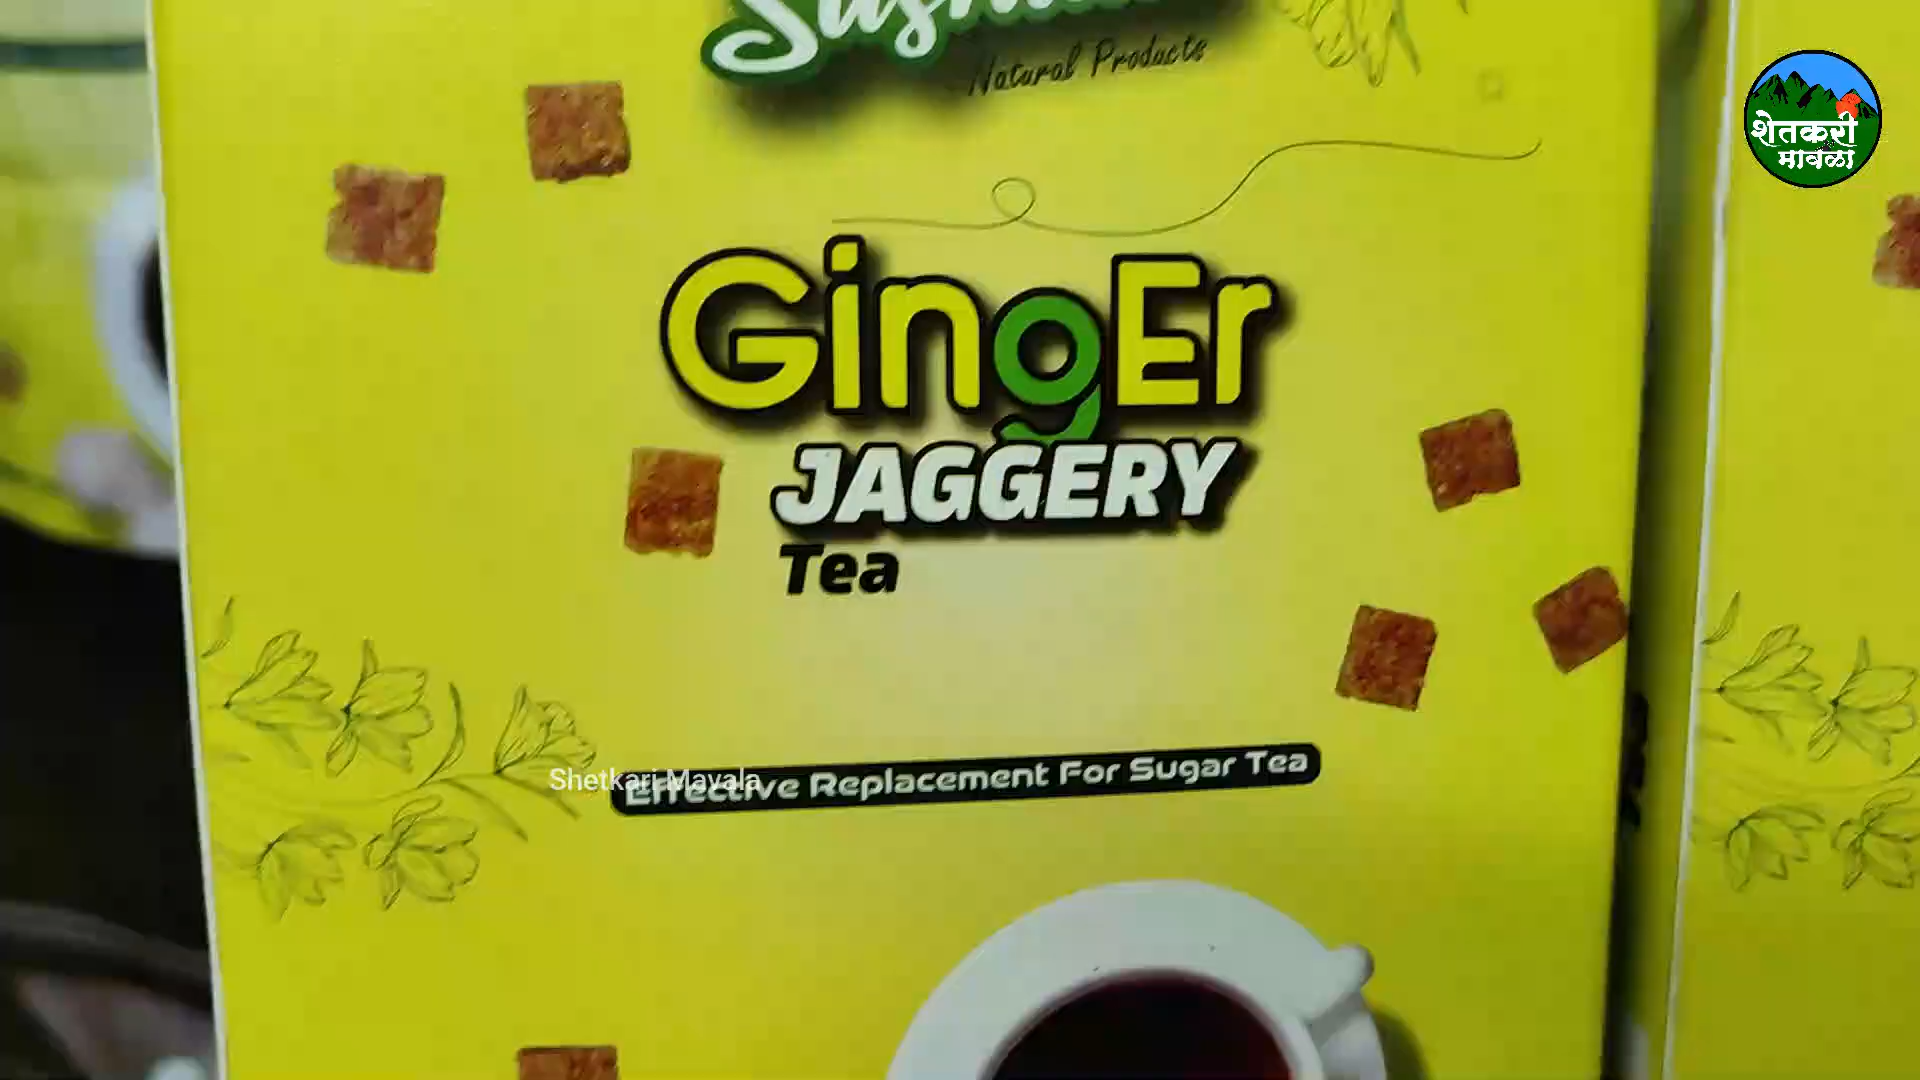 Natural Products
शेतकरी
मावळा
GingEr
JAGGERY
Tea
Effective Replacement For Sugar Tea
Shetkari Mavala